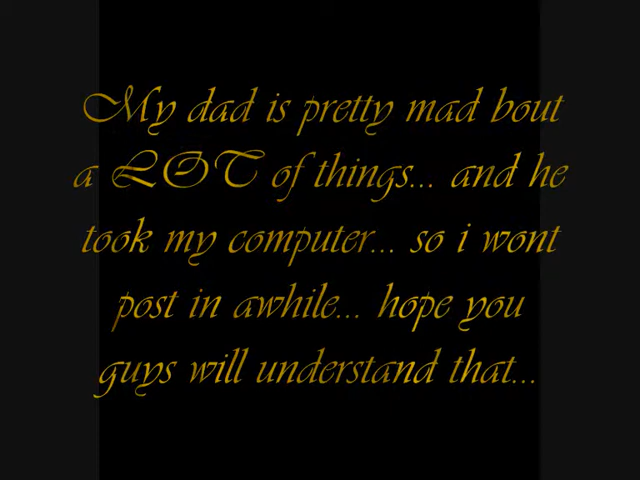 My dad is pretty mad bout
a LOT of things... and he
took my computer... so i wont
post in awhile... hope you
guys will understand that...